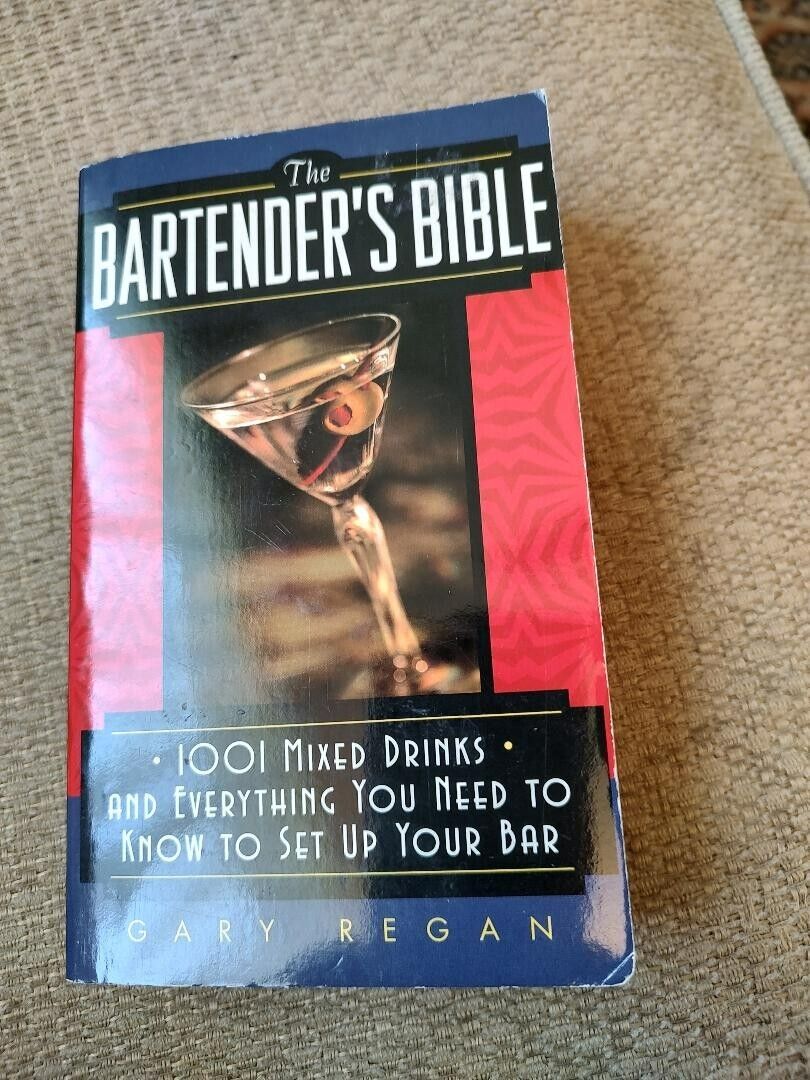 The
BARTENDER'S BIBLE
• 1001 MIXED DRINKS •
AND EVERYTHING YOU NEED TO
KNOW TO SET UP YOUR BAR
GARY REGAN